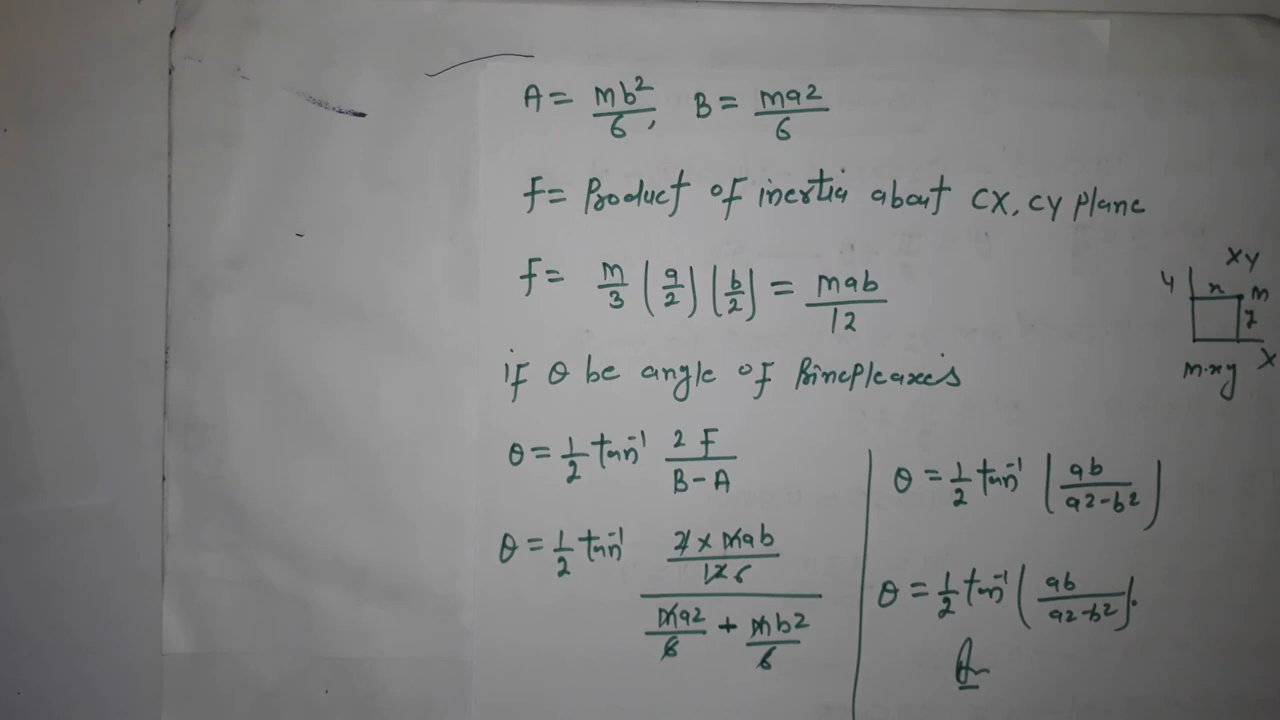 A = mb²/6, B = ma²/6
F = Product of inertia about CX, CY plane
F = m/3 (a/2) (b/2) = mab/12
XY
y x m
y
X
m.xy
if θ be angle of Principleaxeis
θ = 1/2 tan⁻¹ 2F/(B-A)
θ = 1/2 tan⁻¹ (2 × mab/12 6)/(ma²/6 + mb²/6)
θ = 1/2 tan⁻¹ (ab/(a²-b²))
θ = 1/2 tan⁻¹ (ab/(a²-b²)).